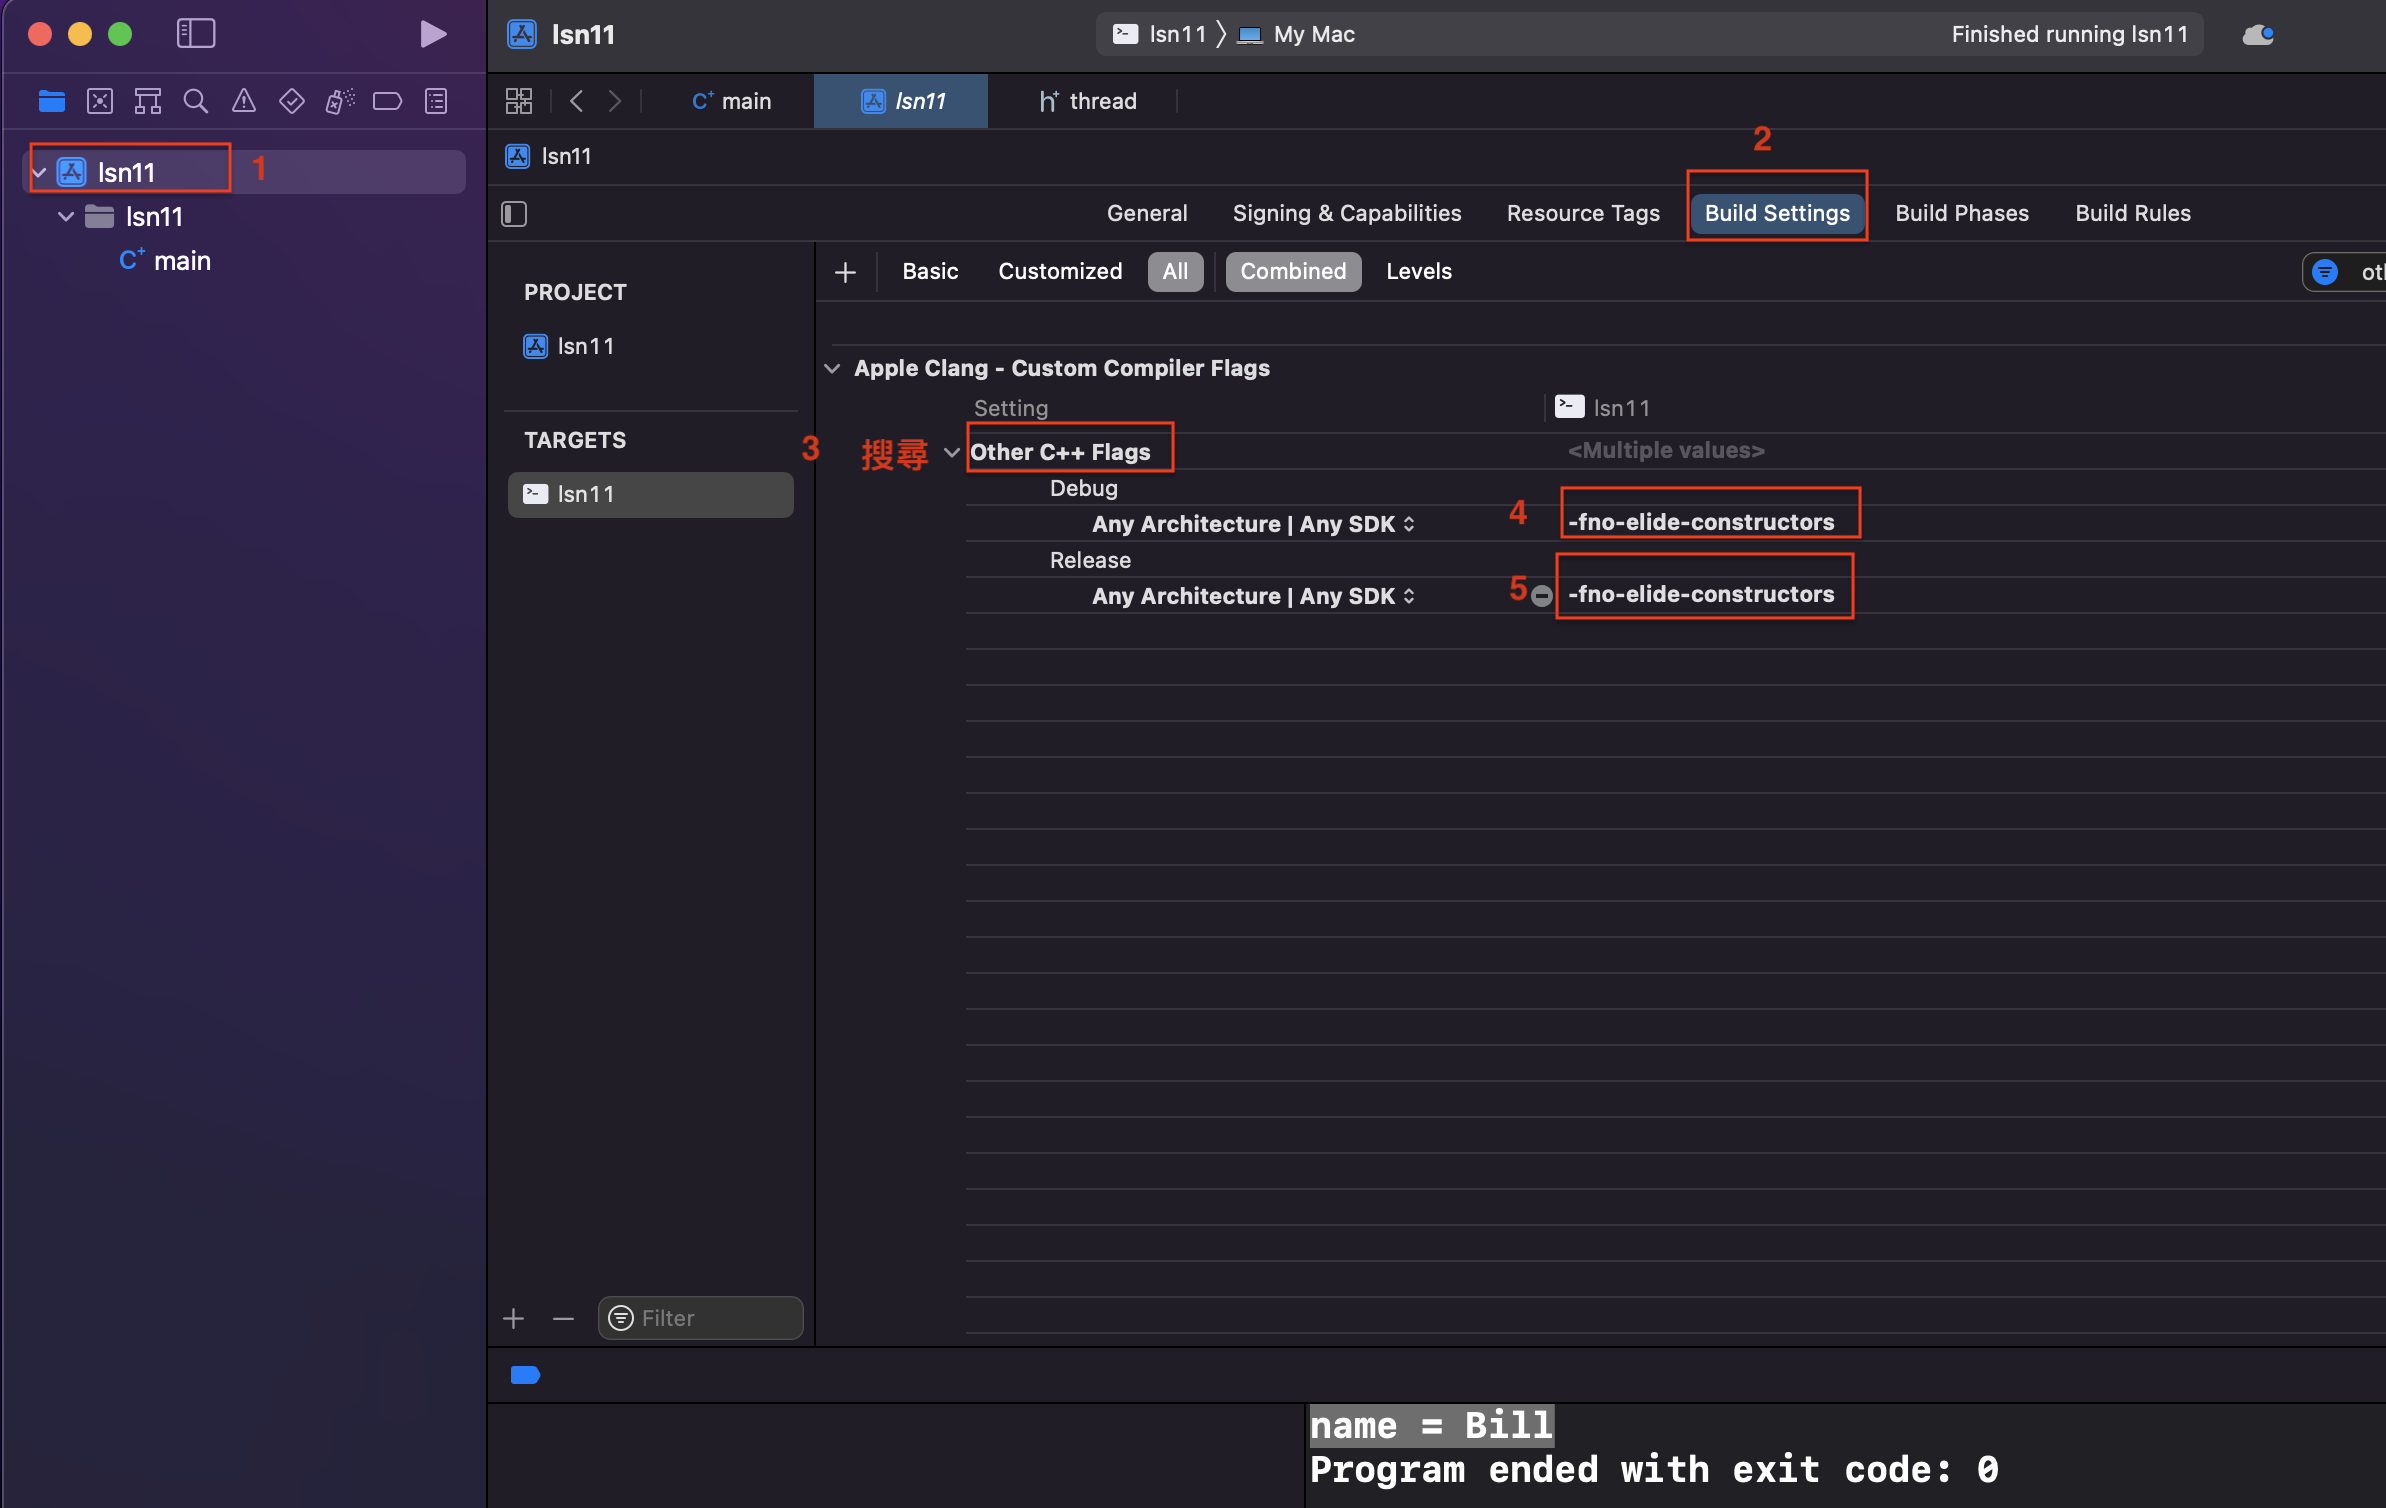 lsn11
lsn11 〉 My Mac
Finished running lsn11
main
lsn11
thread
lsn11 1
lsn11
2
lsn11
General
Signing & Capabilities
Resource Tags
Build Settings
Build Phases
Build Rules
main
PROJECT
Basic
Customized
All
Combined
Levels
lsn11
Apple Clang - Custom Compiler Flags
Setting
lsn11
TARGETS
3 搜尋
Other C++ Flags
<Multiple values>
lsn11
Debug
Any Architecture | Any SDK
4
-fno-elide-constructors
Release
Any Architecture | Any SDK
5
-fno-elide-constructors
Filter
name = Bill
Program ended with exit code: 0